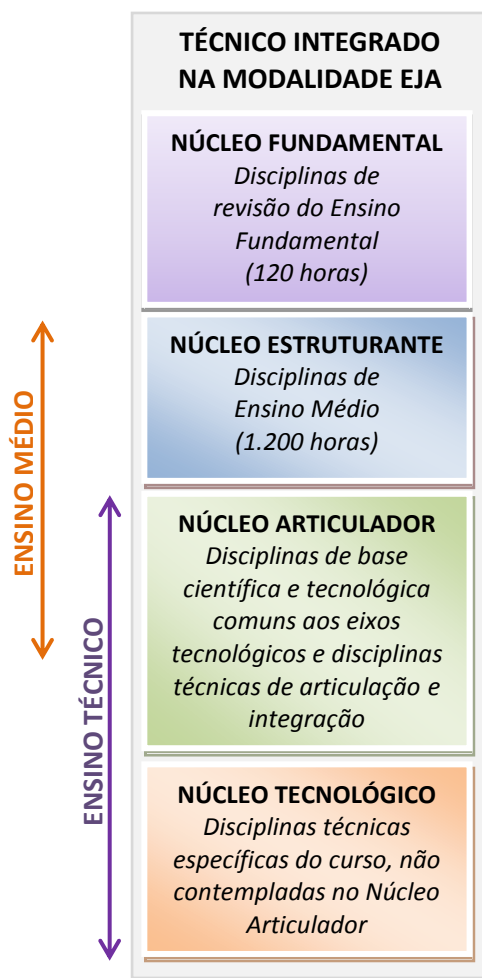 TÉCNICO INTEGRADO
NA MODALIDADE EJA
NÚCLEO FUNDAMENTAL
Disciplinas de
revisão do Ensino
Fundamental
(120 horas)
NÚCLEO ESTRUTURANTE
Disciplinas de
Ensino Médio
(1.200 horas)
NÚCLEO ARTICULADOR
Disciplinas de base
científica e tecnológica
comuns aos eixos
tecnológicos e disciplinas
técnicas de articulação e
integração
NÚCLEO TECNOLÓGICO
Disciplinas técnicas
específicas do curso, não
contempladas no Núcleo
Articulador
ENSINO MÉDIO
ENSINO TÉCNICO